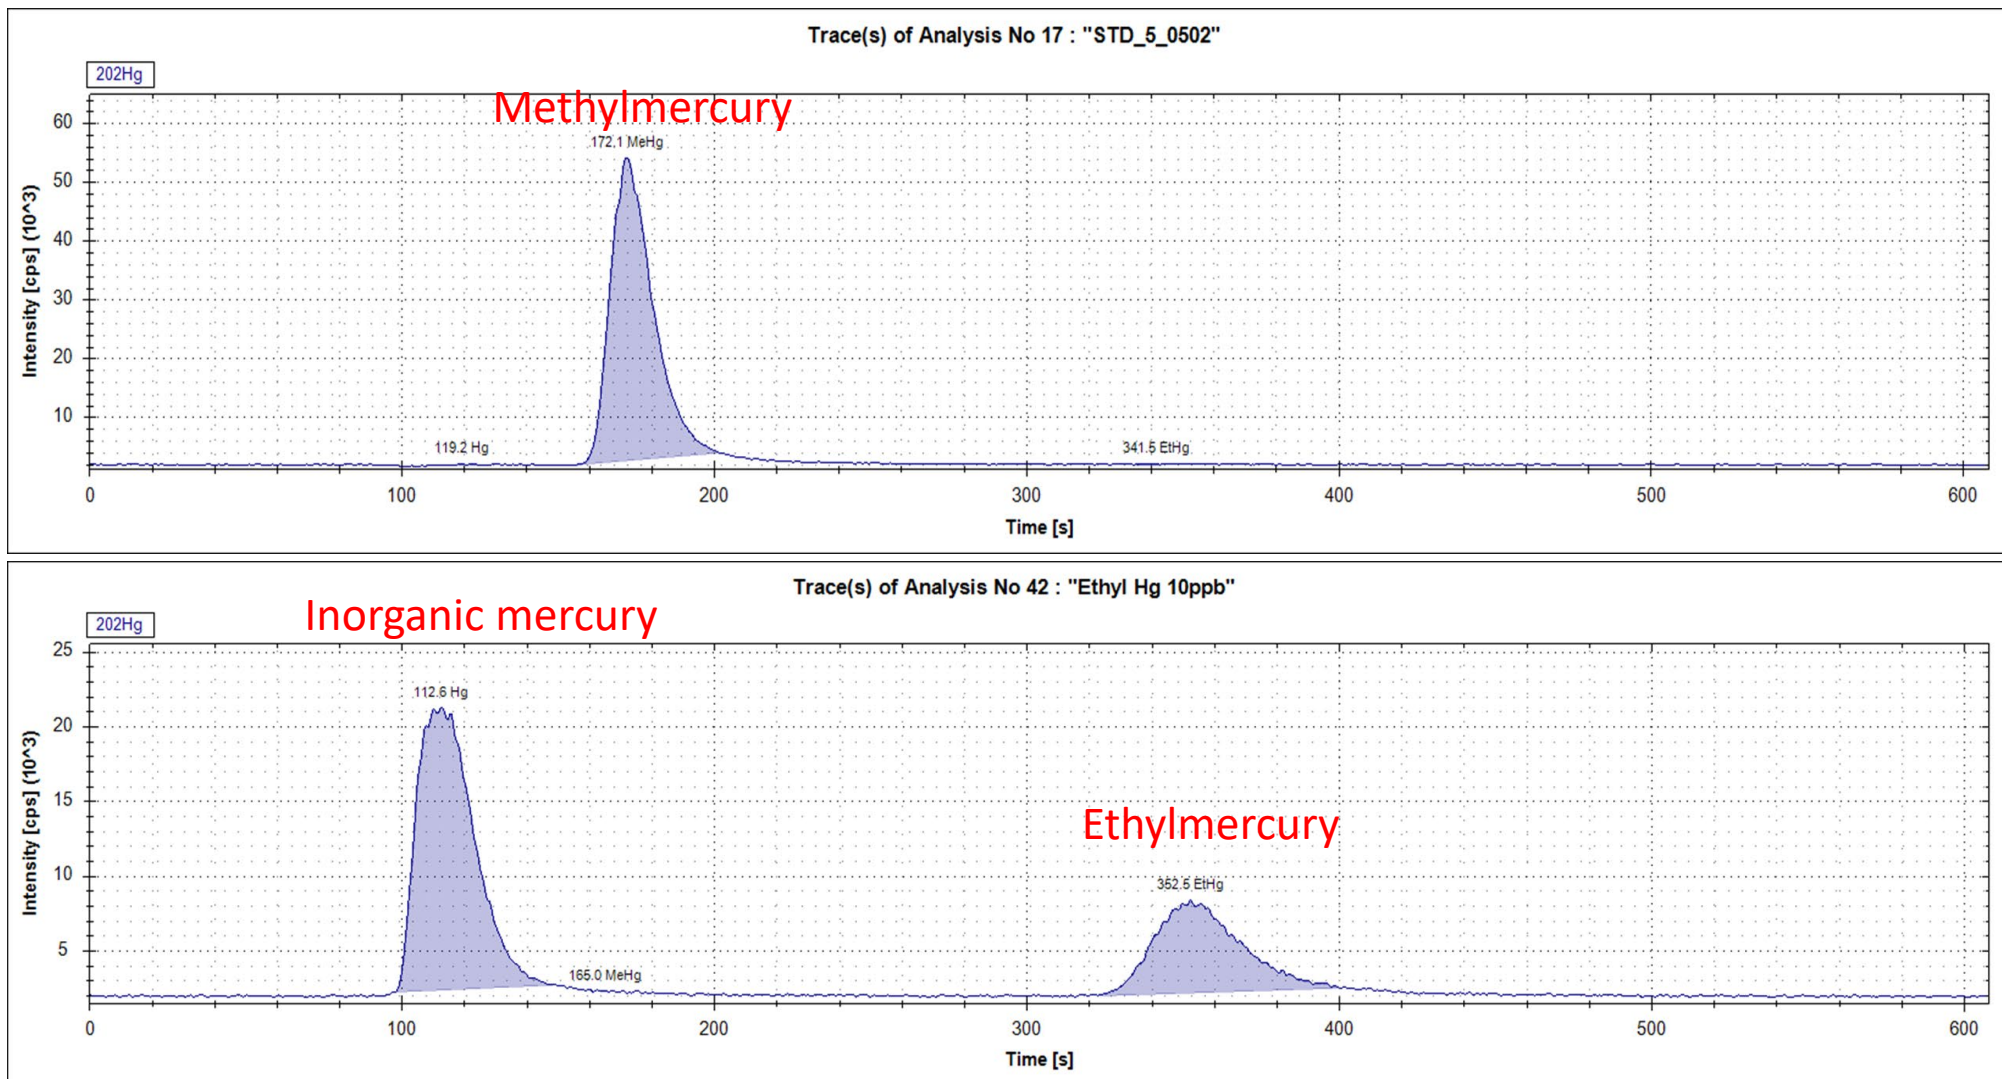 Trace(s) of Analysis No 17 : "STD_5_0502"
202Hg
Methylmercury
172.1 MeHg
60
50
40
30
20
10
Intensity [cps] (10^3)
119.2 Hg
341.5 EtHg
0 100 200 300 400 500 600
Time [s]
Trace(s) of Analysis No 42 : "Ethyl Hg 10ppb"
Inorganic mercury
202Hg
25
20
15
10
5
Intensity [cps] (10^3)
112.6 Hg
Ethylmercury
352.5 EtHg
165.0 MeHg
0 100 200 300 400 500 600
Time [s]